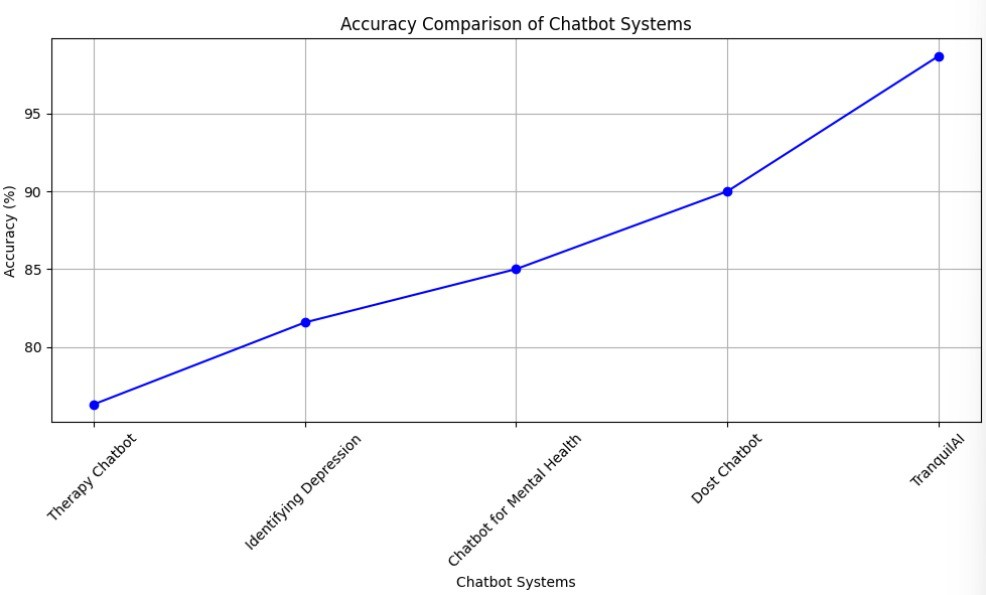 Accuracy Comparison of Chatbot Systems
Accuracy (%)
95
90
85
80
Therapy Chatbot
Identifying Depression
Chatbot for Mental Health
Dost Chatbot
TranquilAI
Chatbot Systems